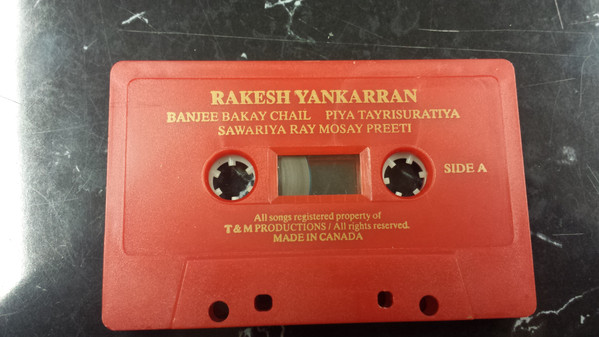 RAKESH YANKARRAN
BANJEE BAKAY CHAIL PIYA TAYRISURATIYA
SAWARIYA RAY MOSAY PREETI
SIDE A
All songs registered property of
T & M PRODUCTIONS / All rights reserved.
MADE IN CANADA